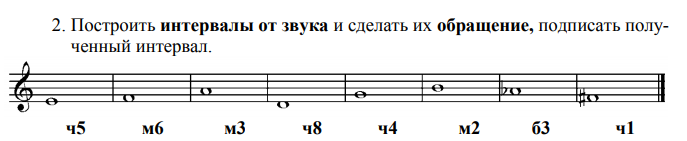 2. Построить интервалы от звука и сделать их обращение, подписать полу-
ченный интервал.
ч5 м6 м3 ч8 ч4 м2 б3 ч1